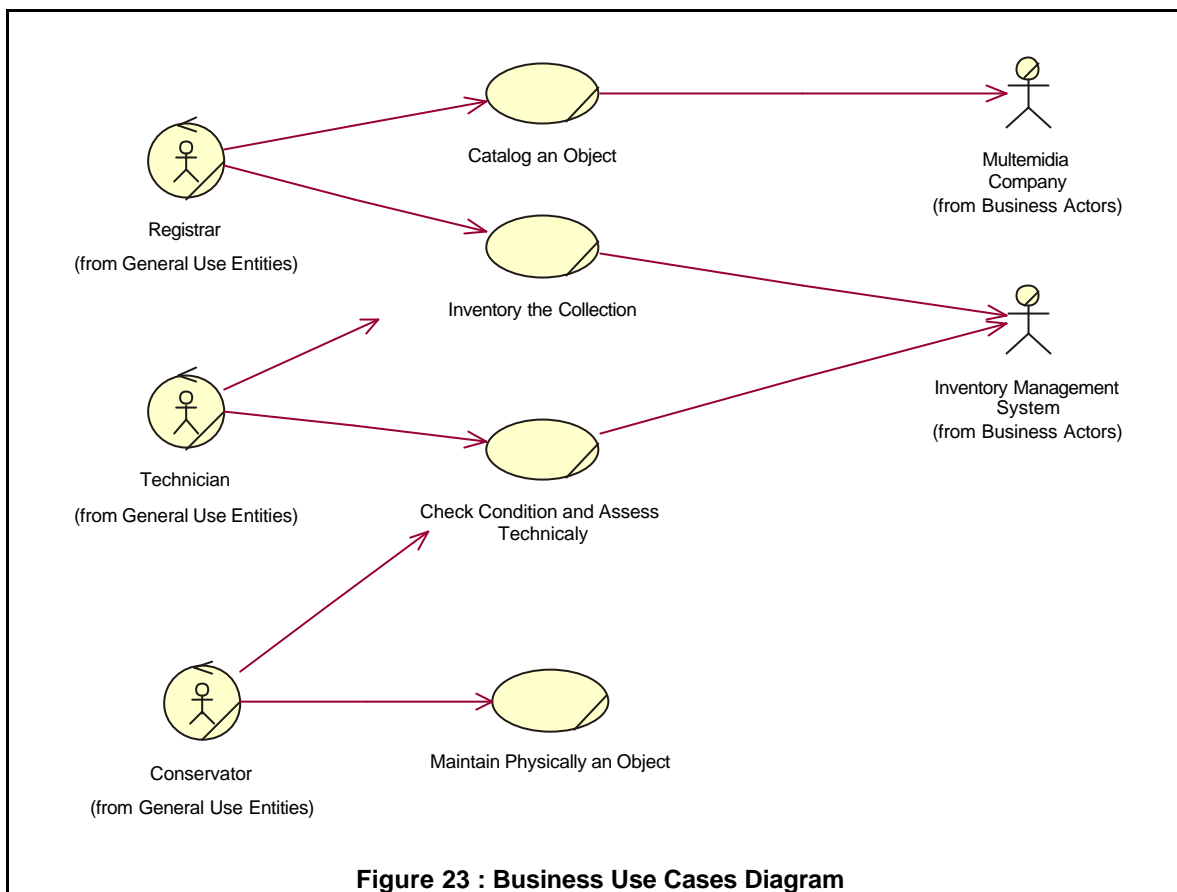 Catalog an Object
Multemidia
Company
(from Business Actors)
Registrar
(from General Use Entities)
Inventory the Collection
Inventory Management
System
(from Business Actors)
Technician
(from General Use Entities)
Check Condition and Assess
Technicaly
Conservator
(from General Use Entities)
Maintain Physically an Object
Figure 23 : Business Use Cases Diagram